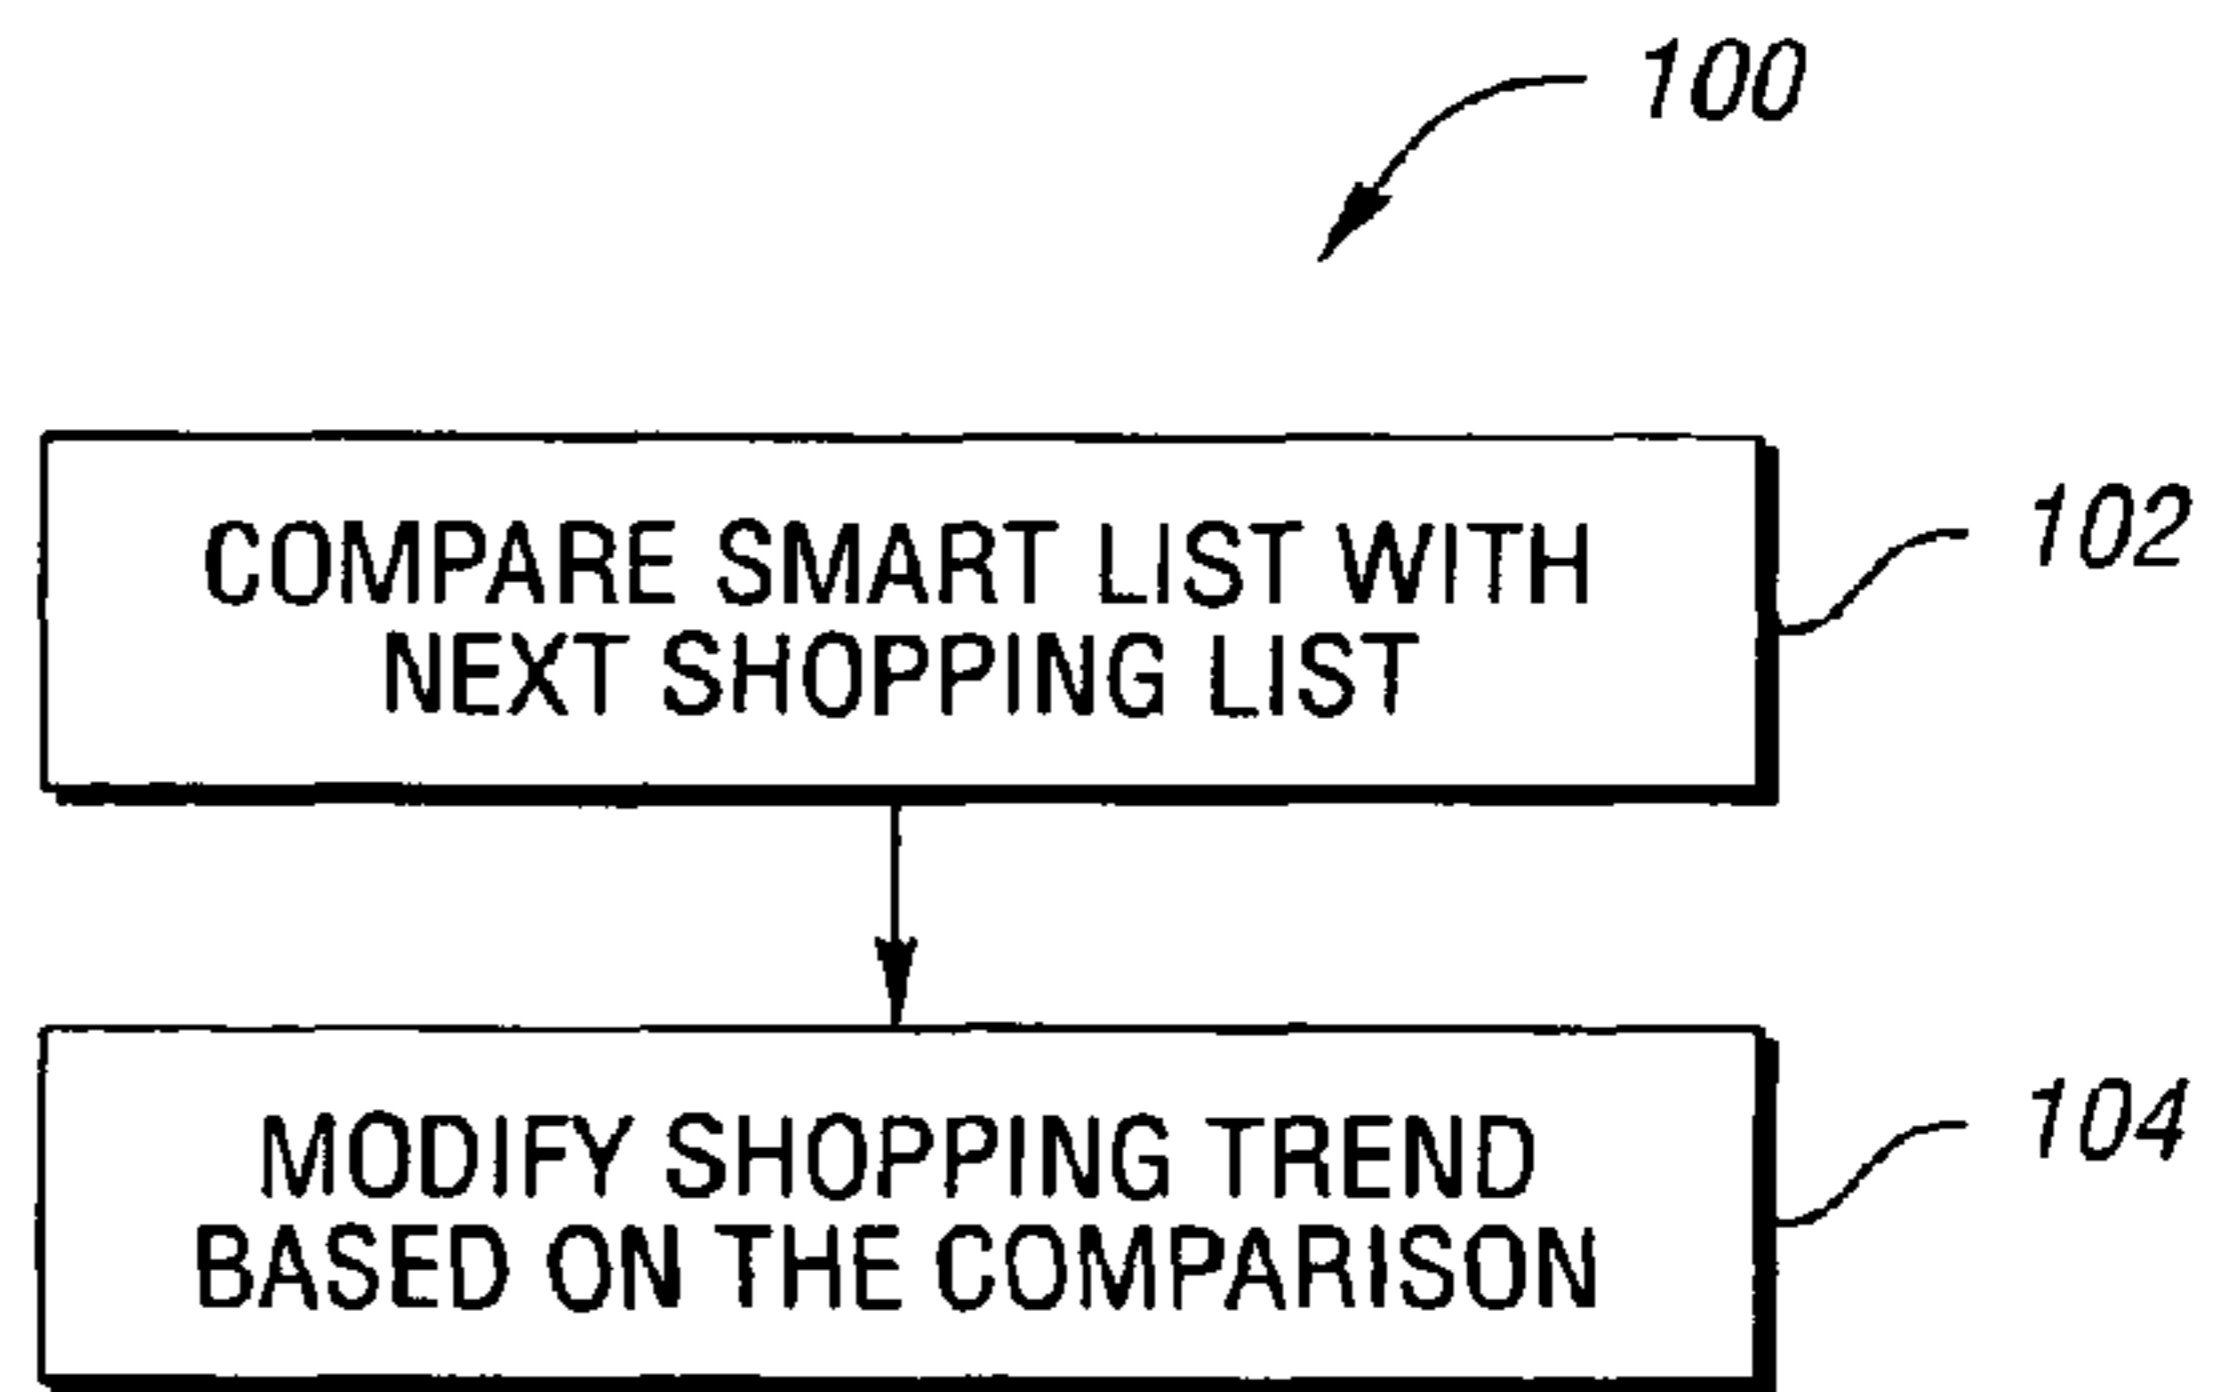 100
COMPARE SMART LIST WITH
NEXT SHOPPING LIST
102
MODIFY SHOPPING TREND
BASED ON THE COMPARISON
104